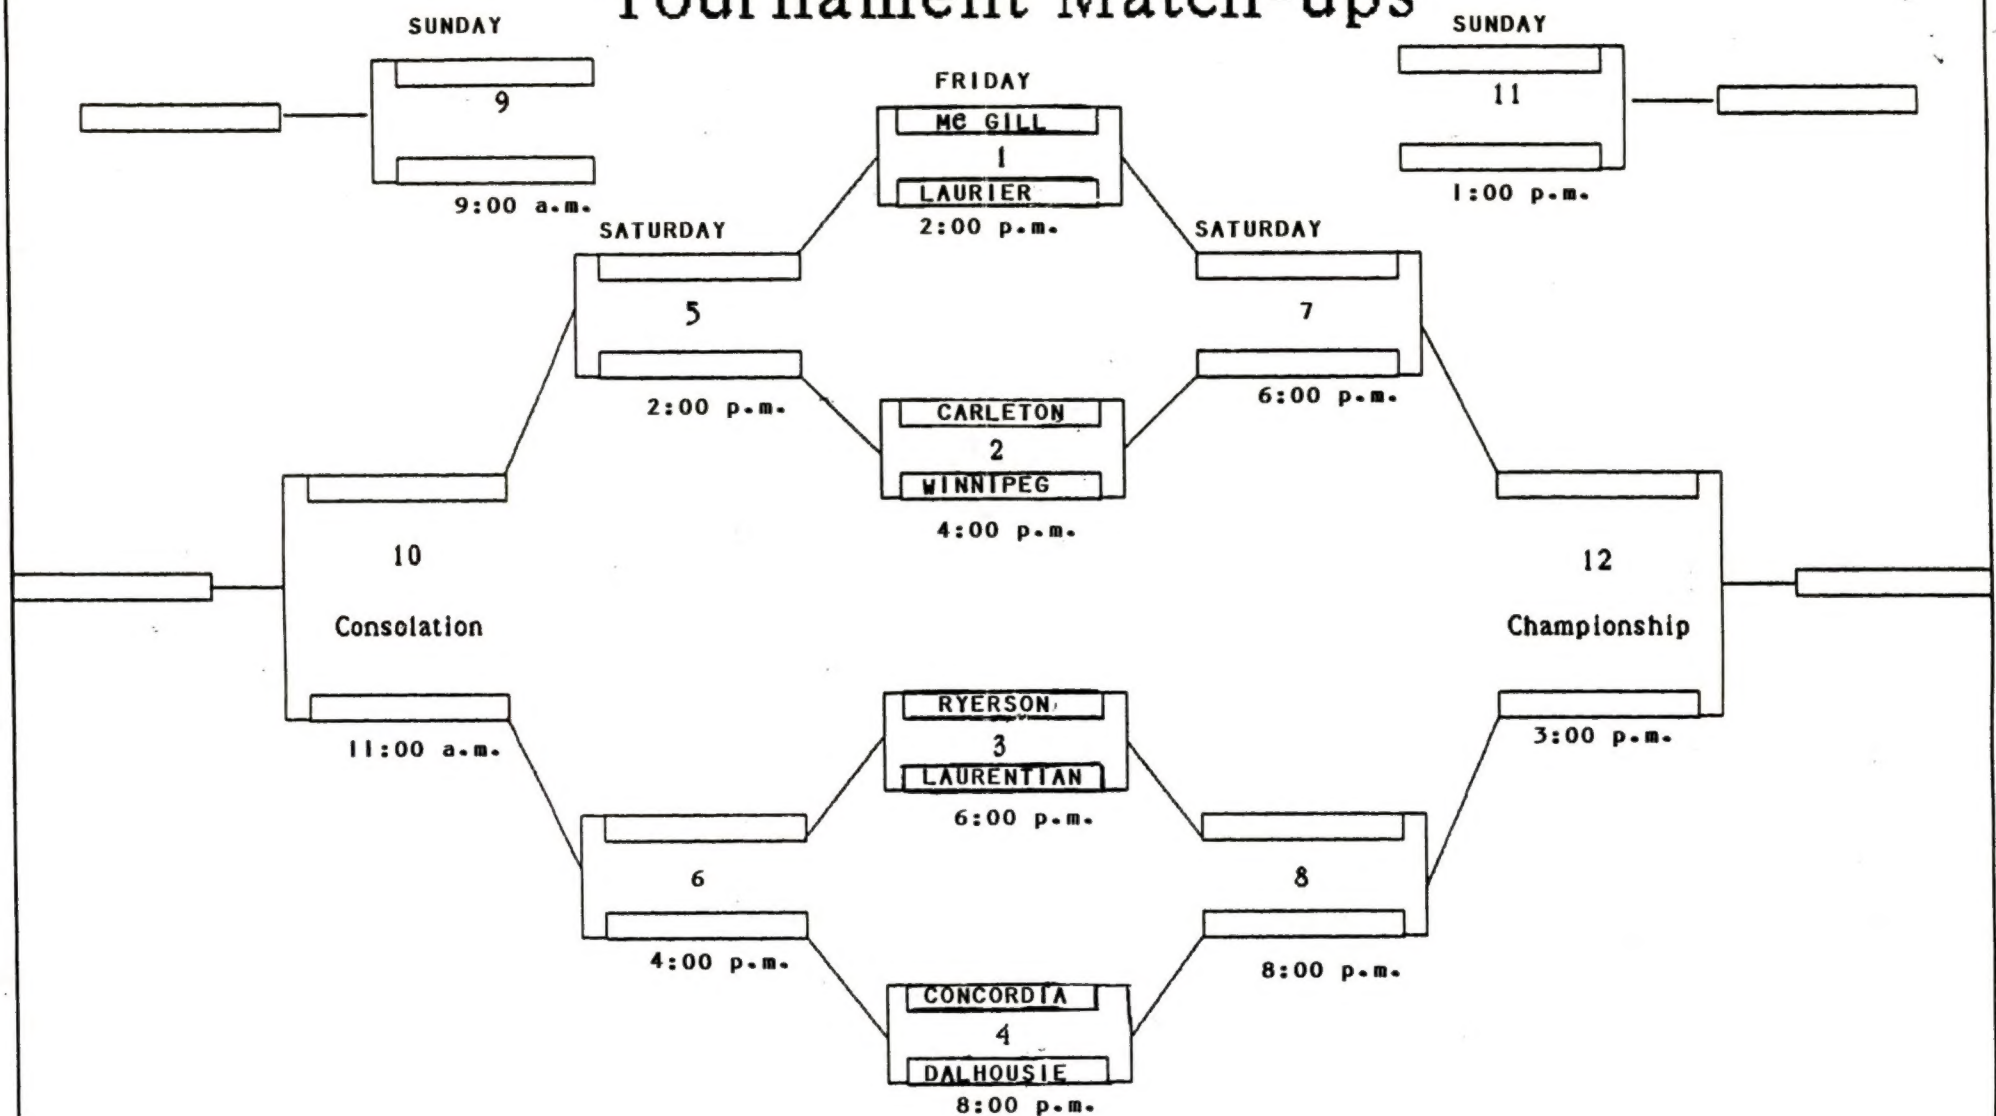 Tournament Match-ups
SUNDAY
9
9:00 a.m.
SUNDAY
11
1:00 p.m.
FRIDAY
Mc GILL
1
LAURIER
2:00 p.m.
SATURDAY
5
2:00 p.m.
SATURDAY
7
6:00 p.m.
CARLETON
2
WINNIPEG
4:00 p.m.
10
Consolation
11:00 a.m.
12
Championship
3:00 p.m.
RYERSON
3
LAURENTIAN
6:00 p.m.
6
4:00 p.m.
8
8:00 p.m.
CONCORDIA
4
DALHOUSIE
8:00 p.m.